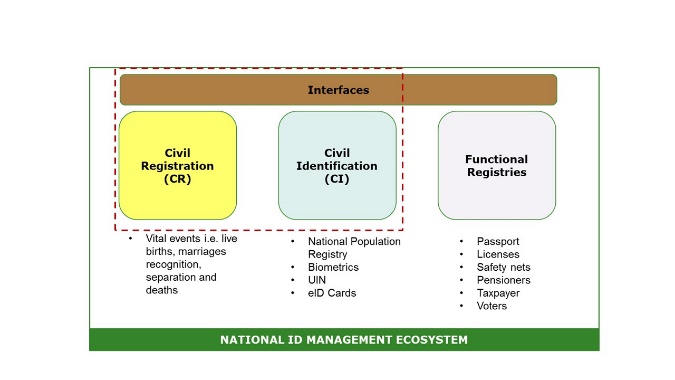 Interfaces
Civil
Registration
(CR)
Civil
Identification
(CI)
Functional
Registries
• Vital events i.e. live
births, marriages
recognition,
separation and
deaths
• National Population
Registry
• Biometrics
• UIN
• eID Cards
• Passport
• Licenses
• Safety nets
• Pensioners
• Taxpayer
• Voters
NATIONAL ID MANAGEMENT ECOSYSTEM